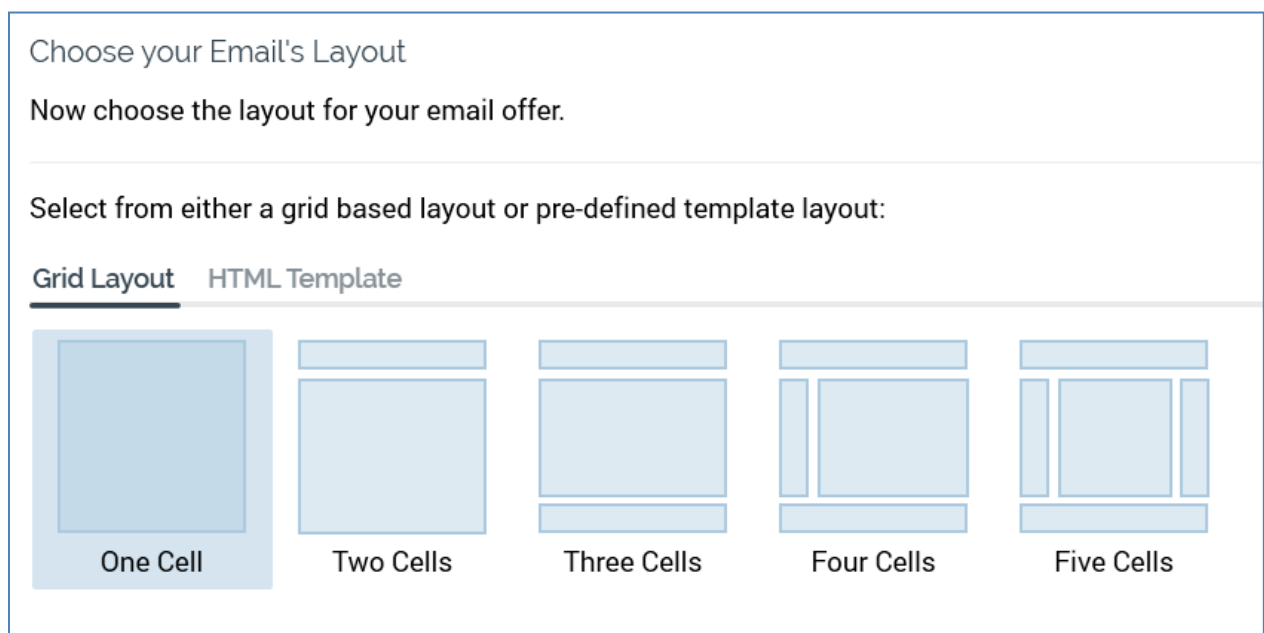 Choose your Email's Layout
Now choose the layout for your email offer.
Select from either a grid based layout or pre-defined template layout:
Grid Layout HTML Template
One Cell Two Cells Three Cells Four Cells Five Cells